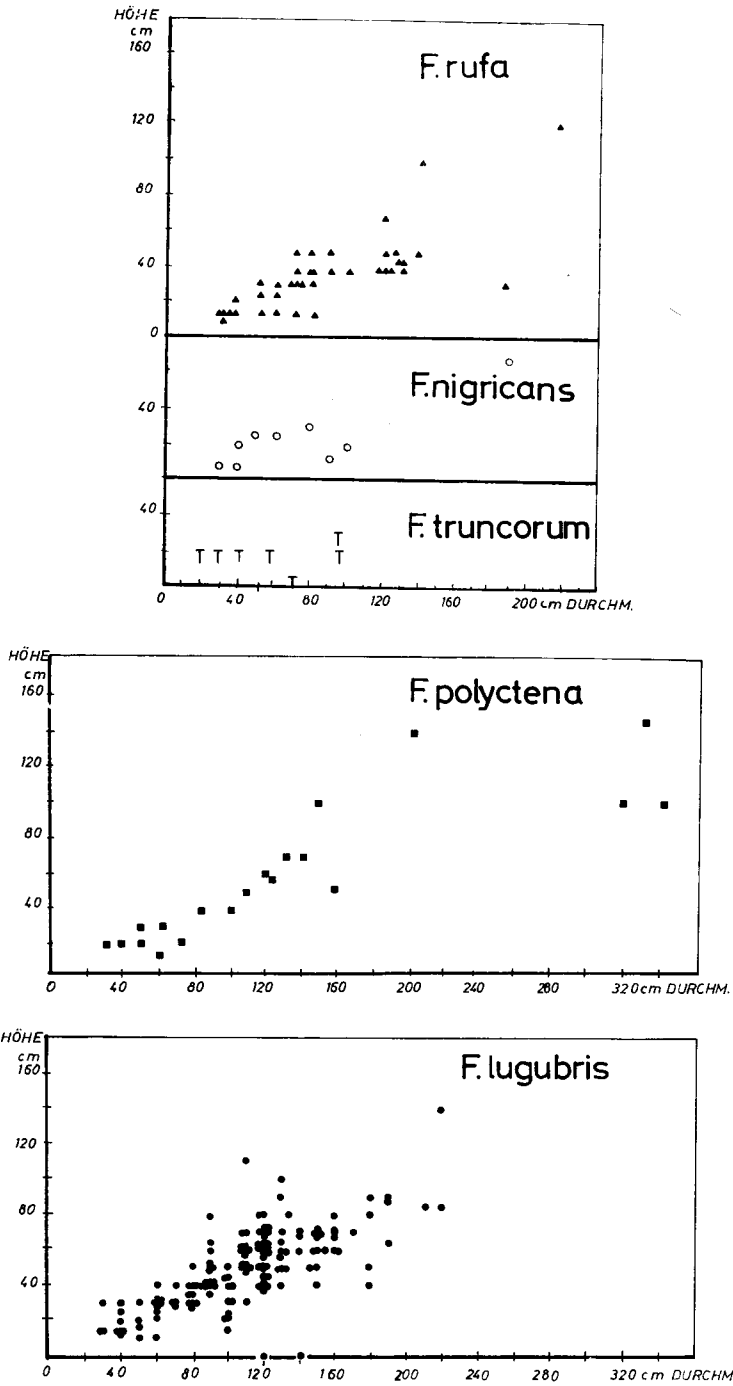 HÖHE
cm
160
F. rufa
120
80
40
0
F. nigricans
40
F. truncorum
40
T T T T T T
T
0 40 80 120 160 200 cm DURCHM.
HÖHE
cm
160
F. polyctena
120
80
40
0 40 80 120 160 200 240 280 320 cm DURCHM.
HÖHE
cm
160
F. lugubris
120
80
40
0 40 80 120 160 200 240 280 320 cm DURCHM